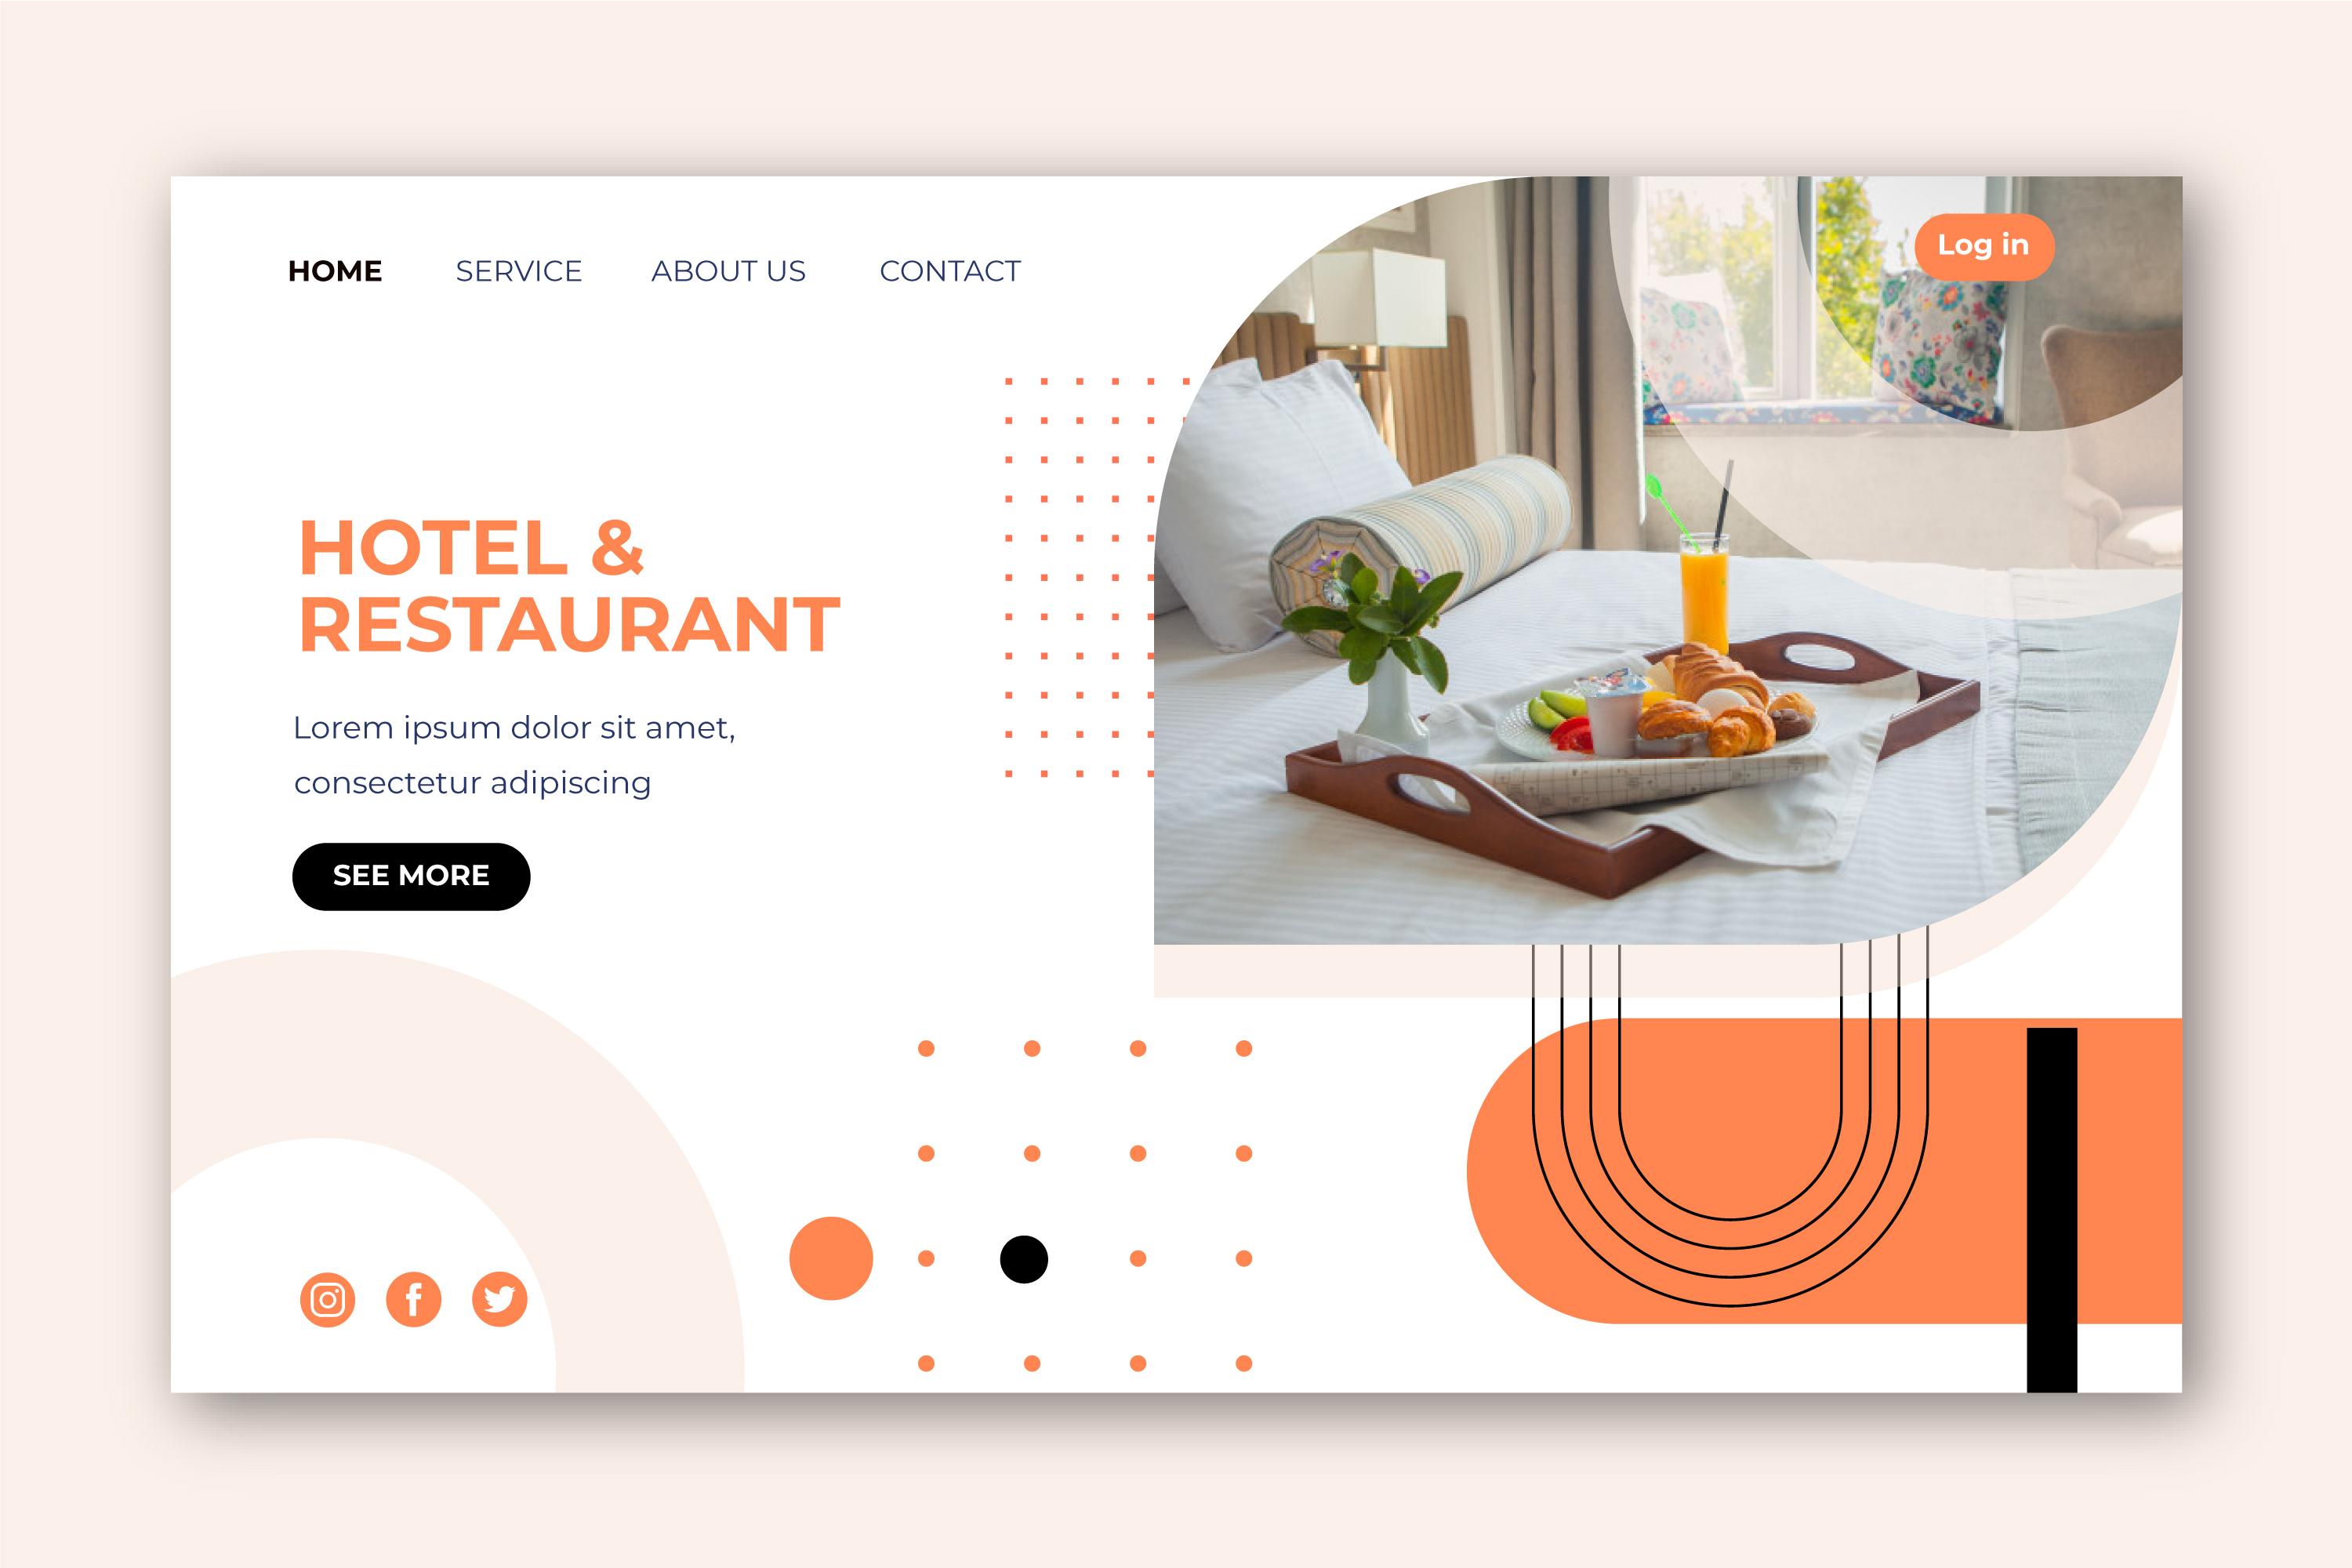 HOME
SERVICE
ABOUT US
CONTACT
Log in
HOTEL &
RESTAURANT
Lorem ipsum dolor sit amet,
consectetur adipiscing
SEE MORE